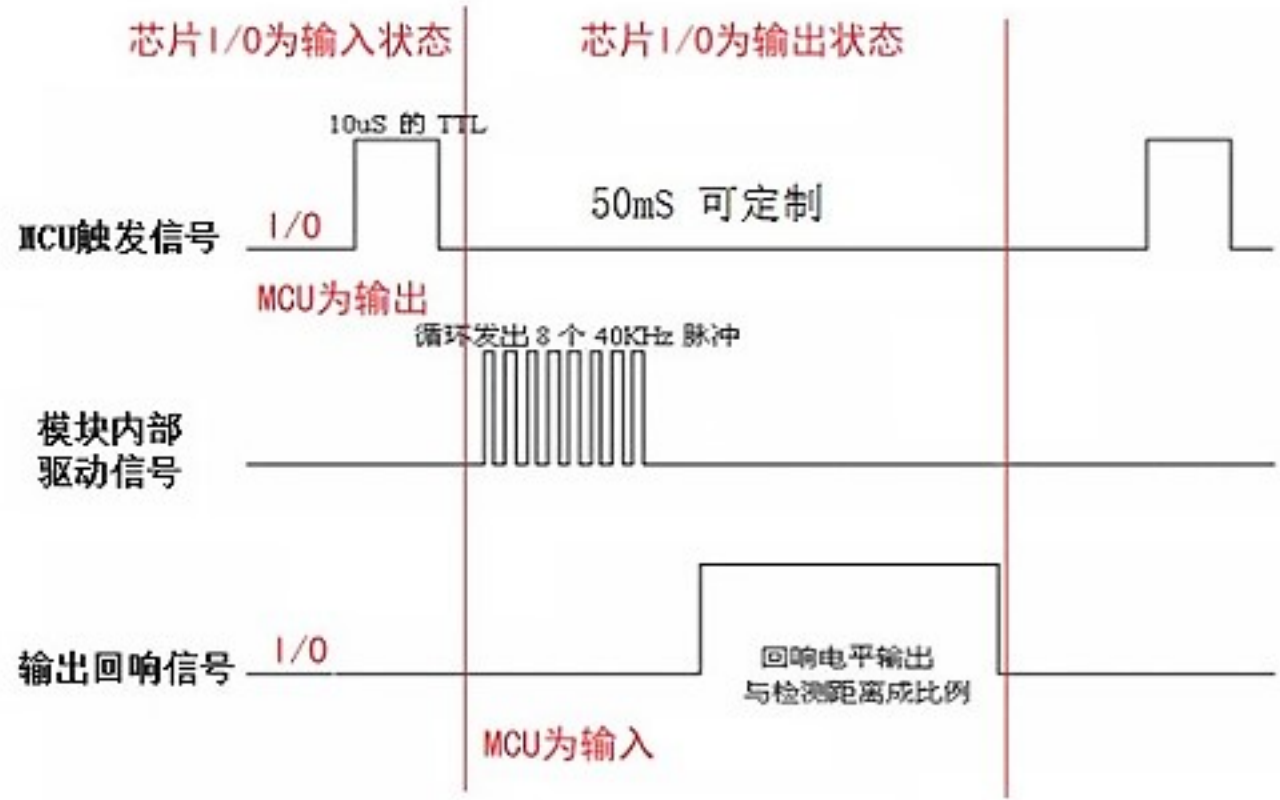 芯片I/O为输入状态
芯片I/O为输出状态
10uS 的 TTL
50mS 可定制
MCU触发信号
I/O
MCU为输出
循环发出 8 个 40KHz 脉冲
模块内部
驱动信号
输出回响信号
I/O
回响电平输出
与检测距离成比例
MCU为输入